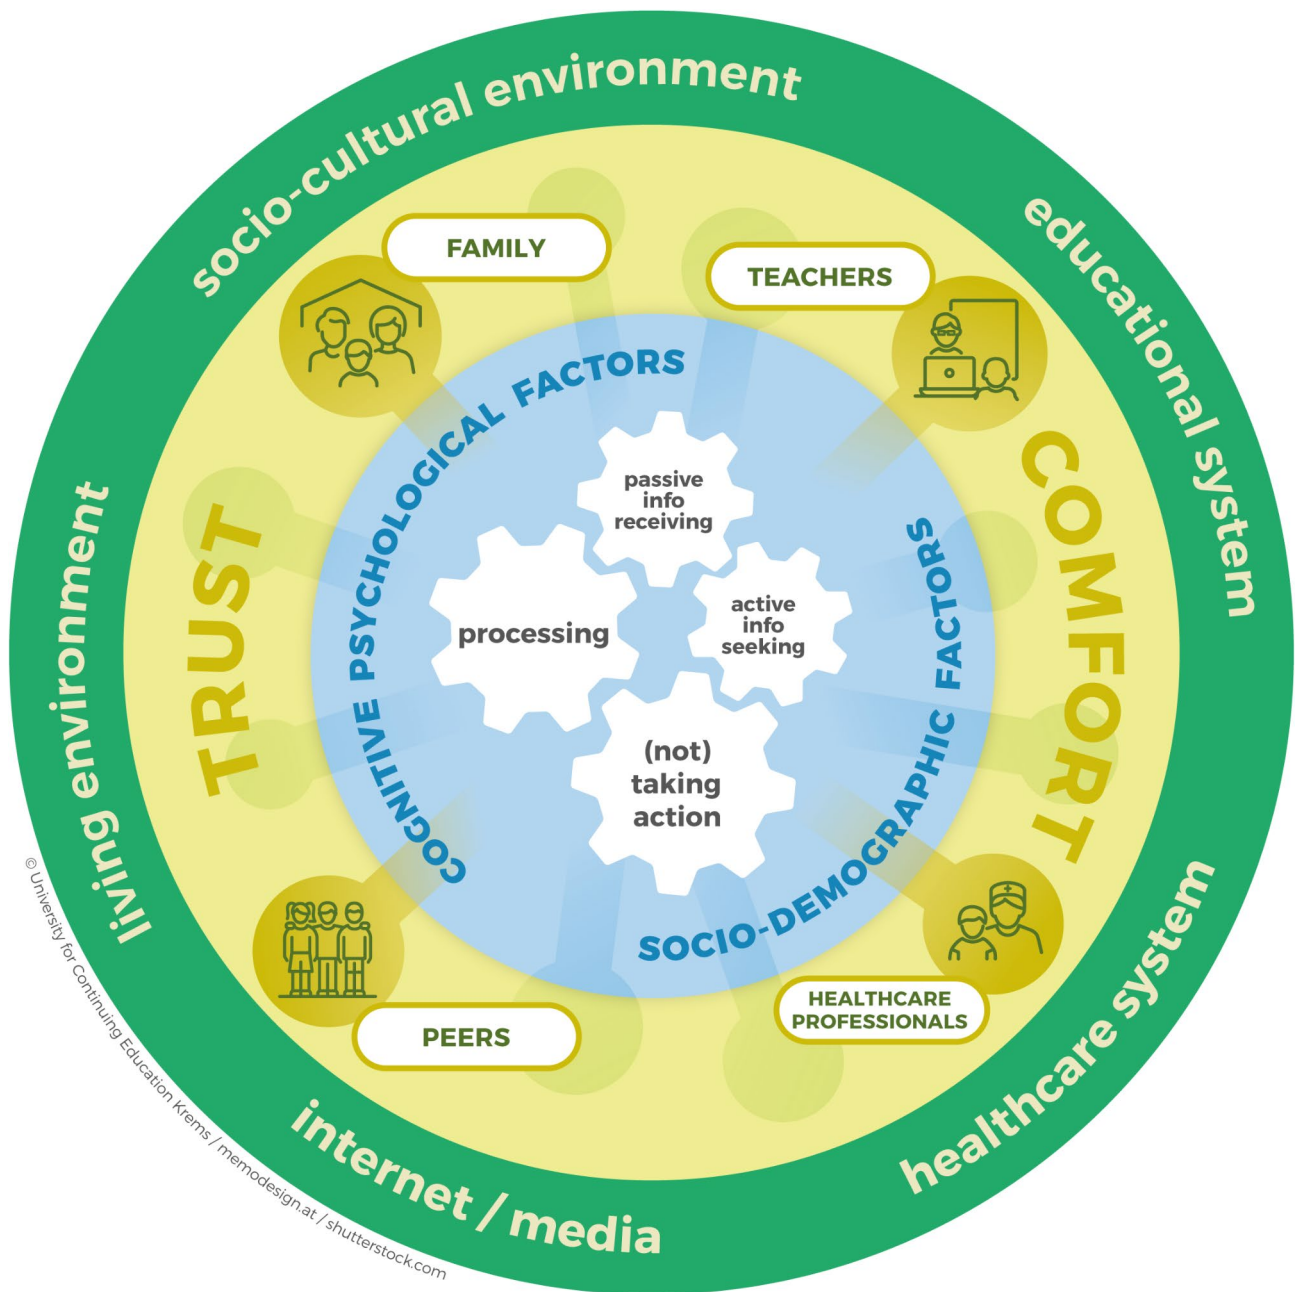 socio-cultural environment
educational system
FAMILY
TEACHERS
COGNITIVE PSYCHOLOGICAL FACTORS
passive
info
receiving
TRUST
COMFORT
processing
active
info
seeking
SOCIO-DEMOGRAPHIC FACTORS
(not)
taking
action
living environment
healthcare system
HEALTHCARE
PROFESSIONALS
PEERS
internet / media
© University for Continuing Education Krems / memodesign.at / shutterstock.com